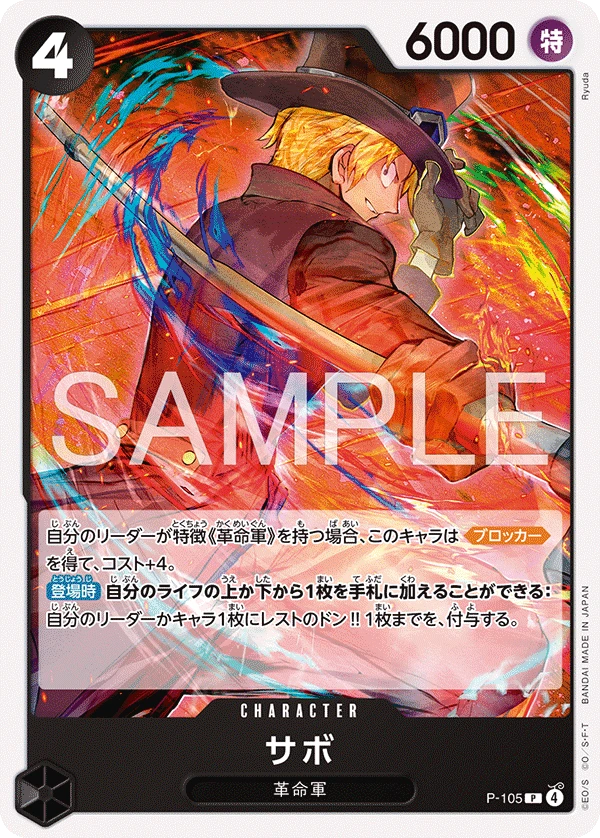 4
6000 特
Ryuda
SAMPLE
自分のリーダーが特徴《革命軍》を持つ場合、このキャラは ブロッカー
を得て、コスト+4。
登場時 自分のライフの上か下から1枚を手札に加えることができる：
自分のリーダーかキャラ1枚にレストのドン!!1枚までを、付与する。
CHARACTER
サボ
革命軍
P-105 P 4
©E.O/S ©O/S・F・T BANDAI MADE IN JAPAN